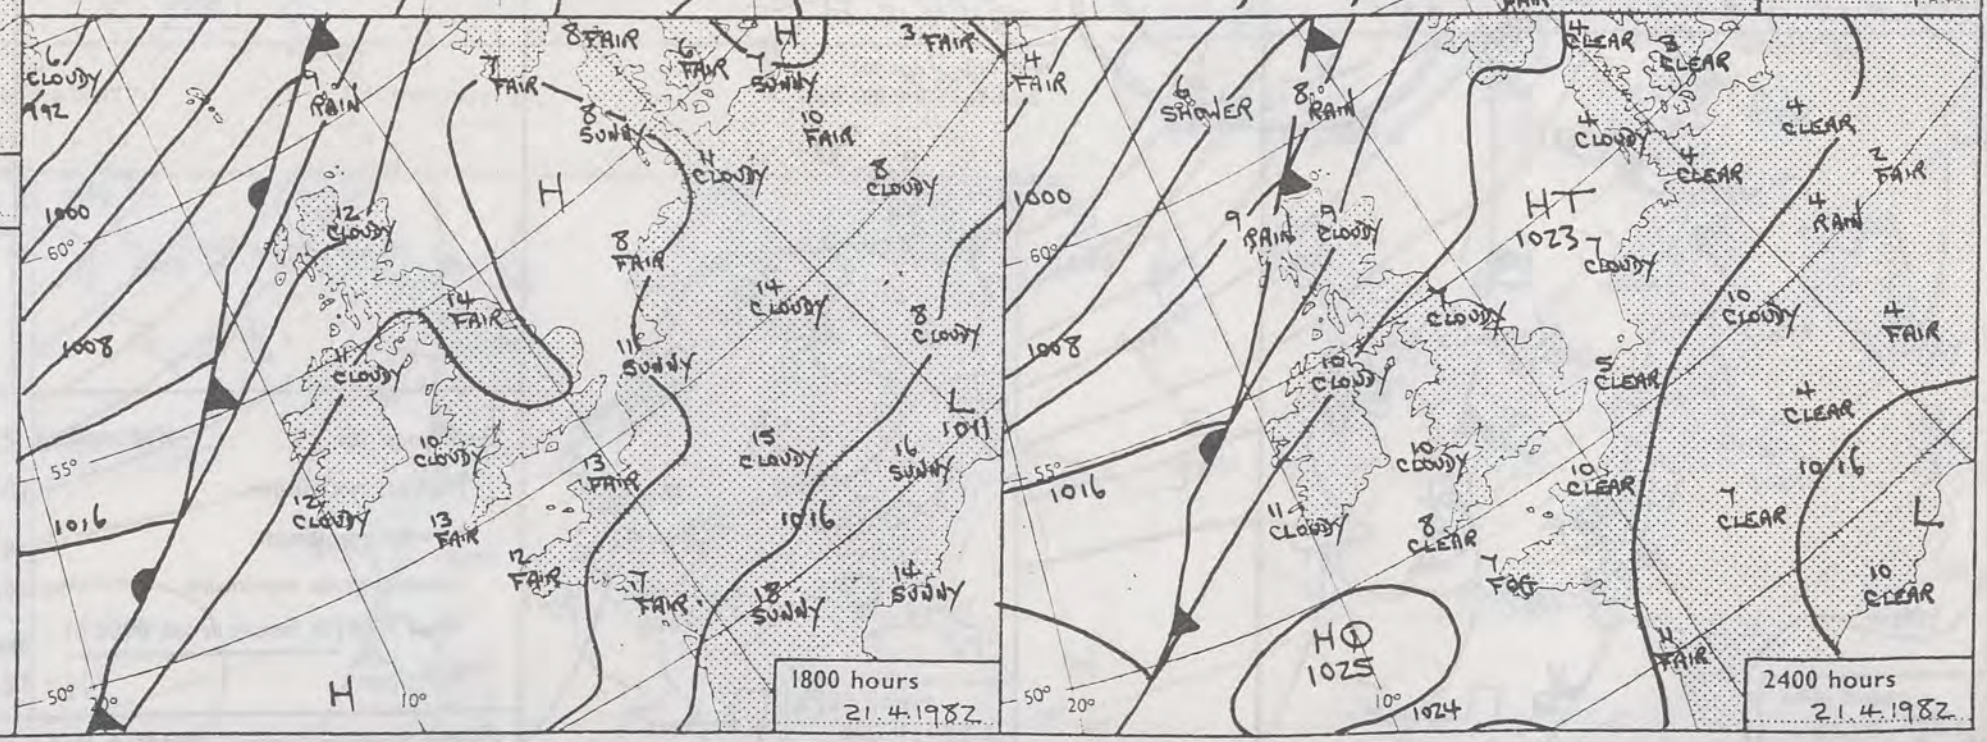 RAIN
6
CLOUDY
992
9
RAIN
7
FAIR
8 FAIR
6
FAIR
H
7
SUNNY
3
FAIR
8
SUNNY
10
FAIR
11
CLOUDY
8
CLOUDY
H
1000
60°
12
CLOUDY
8
FAIR
14
CLOUDY
14
FAIR
8
CLOUDY
1008
11
CLOUDY
11
SUNNY
L
1011
55°
10
CLOUDY
13
FAIR
15
CLOUDY
16
SUNNY
1016
12
CLOUDY
13
FAIR
1016
12
FAIR
17
FAIR
18
SUNNY
14
SUNNY
50°
20°
H
10°
1800 hours
21.4.1982
4
FAIR
6
SHOWER
8
RAIN
4
CLEAR
3
CLEAR
4
CLOUDY
4
CLEAR
4
CLEAR
2
FAIR
1000
60°
9
RAIN
9
CLOUDY
HT
1023
7
CLOUDY
4
RAIN
CLOUDY
10
CLOUDY
4
FAIR
1008
10
CLOUDY
5
CLEAR
4
CLEAR
55°
1016
10
CLOUDY
10
CLEAR
1016
11
CLOUDY
8
CLEAR
7
CLEAR
L
7
FOG
10
CLEAR
H
1025
11
FAIR
50°
20°
10°
1024
2400 hours
21.4.1982